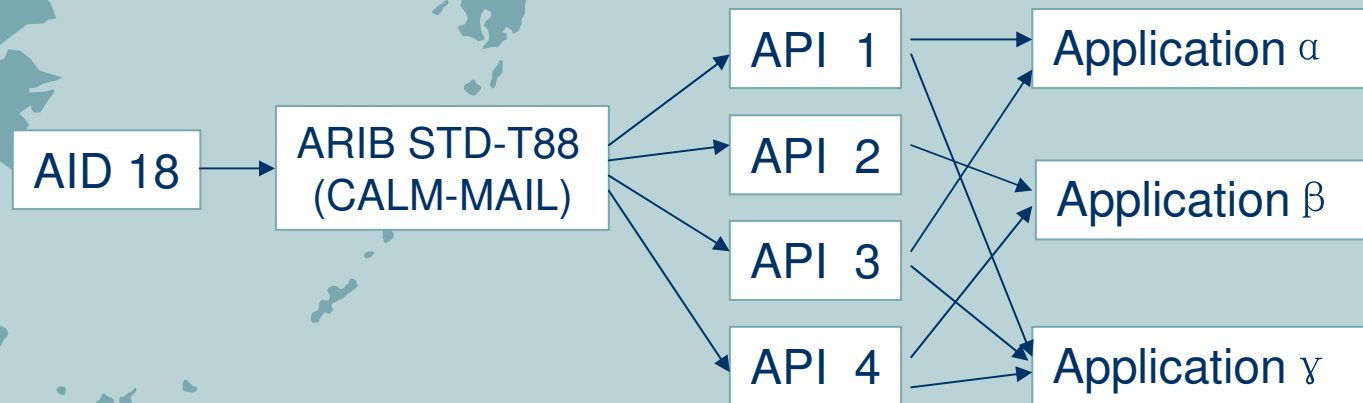 AID 18
ARIB STD-T88
(CALM-MAIL)
API 1
API 2
API 3
API 4
Application α
Application β
Application γ